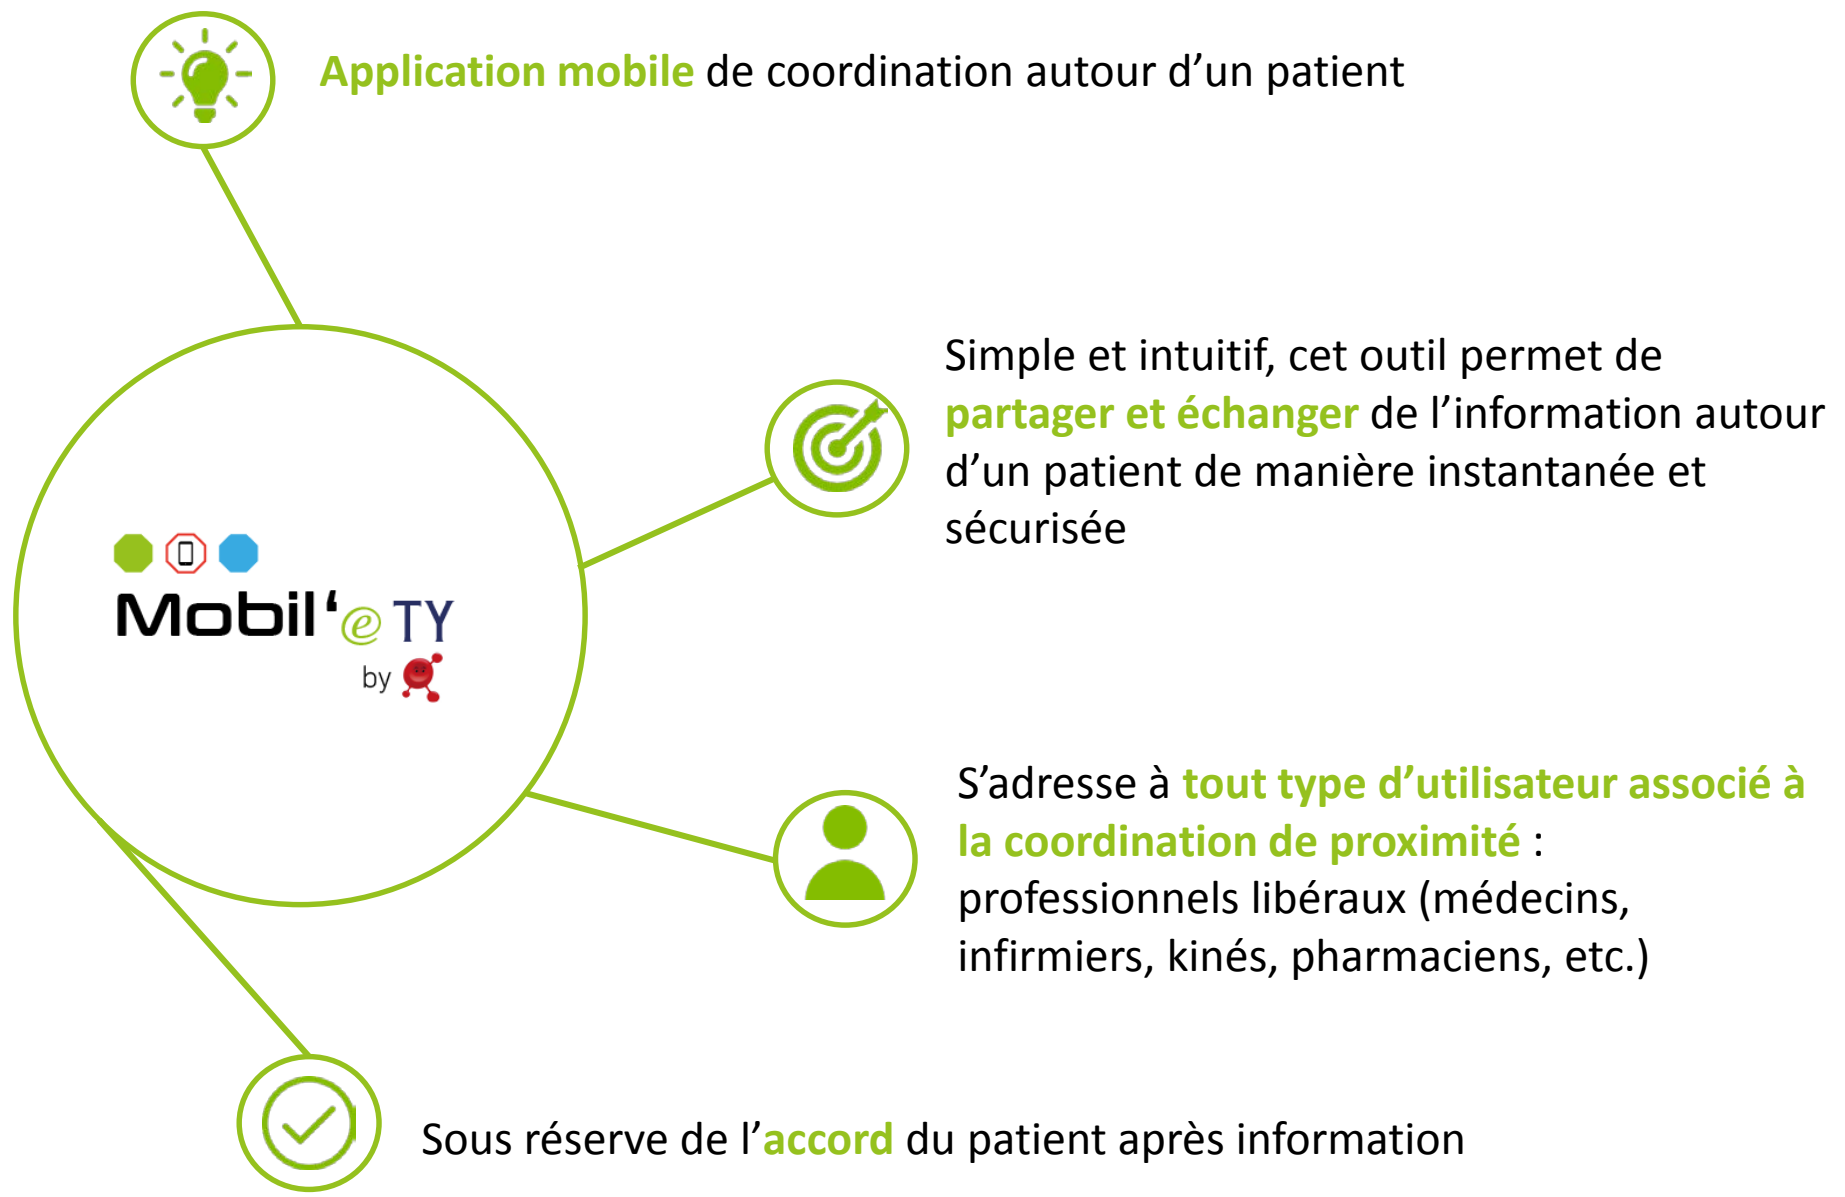 Application mobile de coordination autour d’un patient
Simple et intuitif, cet outil permet de
partager et échanger de l’information autour
d’un patient de manière instantanée et
sécurisée
Mobil‘e TY
by
S’adresse à tout type d’utilisateur associé à
la coordination de proximité :
professionnels libéraux (médecins,
infirmiers, kinés, pharmaciens, etc.)
Sous réserve de l’accord du patient après information